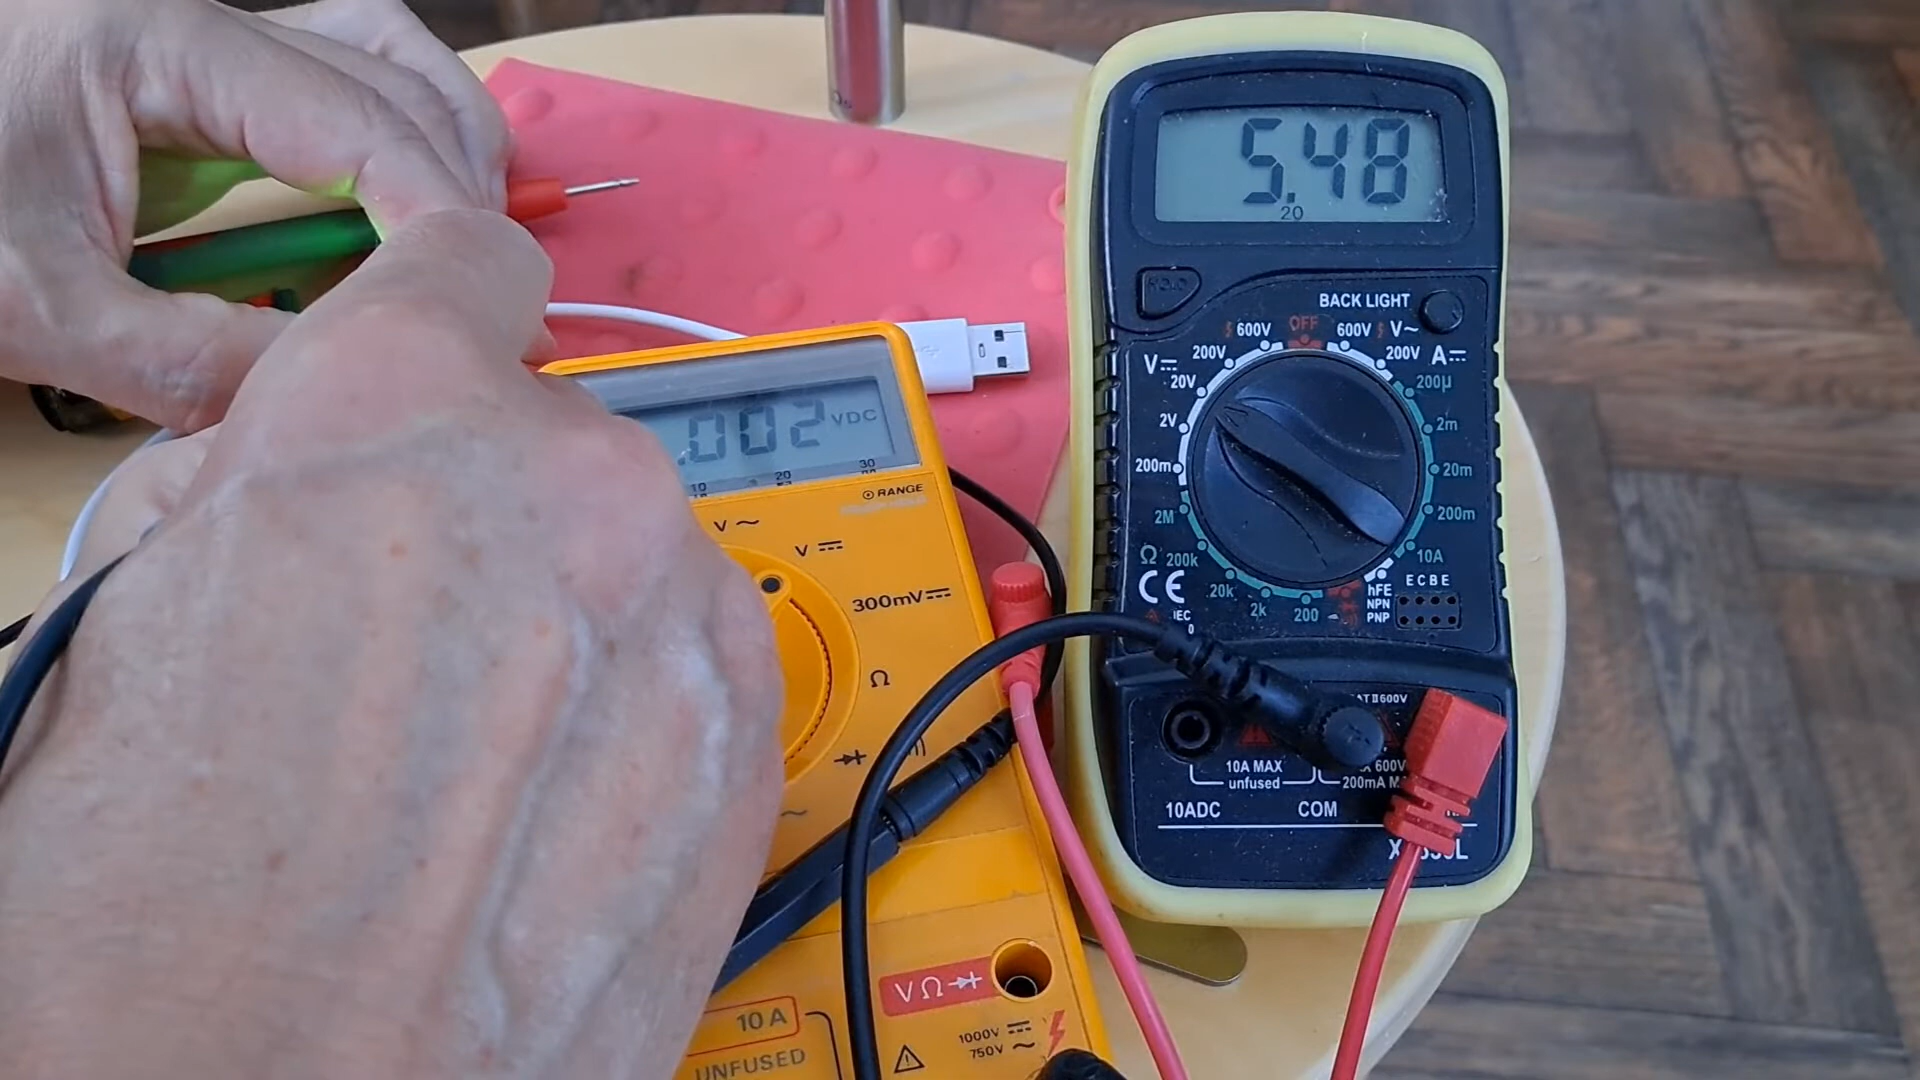 5.48
20
HOLD
BACK LIGHT
600V OFF 600V V~
V 200V 200V A
20V 200µ
2V 2m
200m 20m
2M 200m
Ω 200k 10A
20k 2k 200
hFE
NPN
PNP
E C B E
CE
IEC
10A MAX
unfused
600V
200mA
10ADC COM
.002 VDC
10 20 30
RANGE
V ~
V
300mV
Ω
VΩ
10 A
UNFUSED
1000V
750V ~